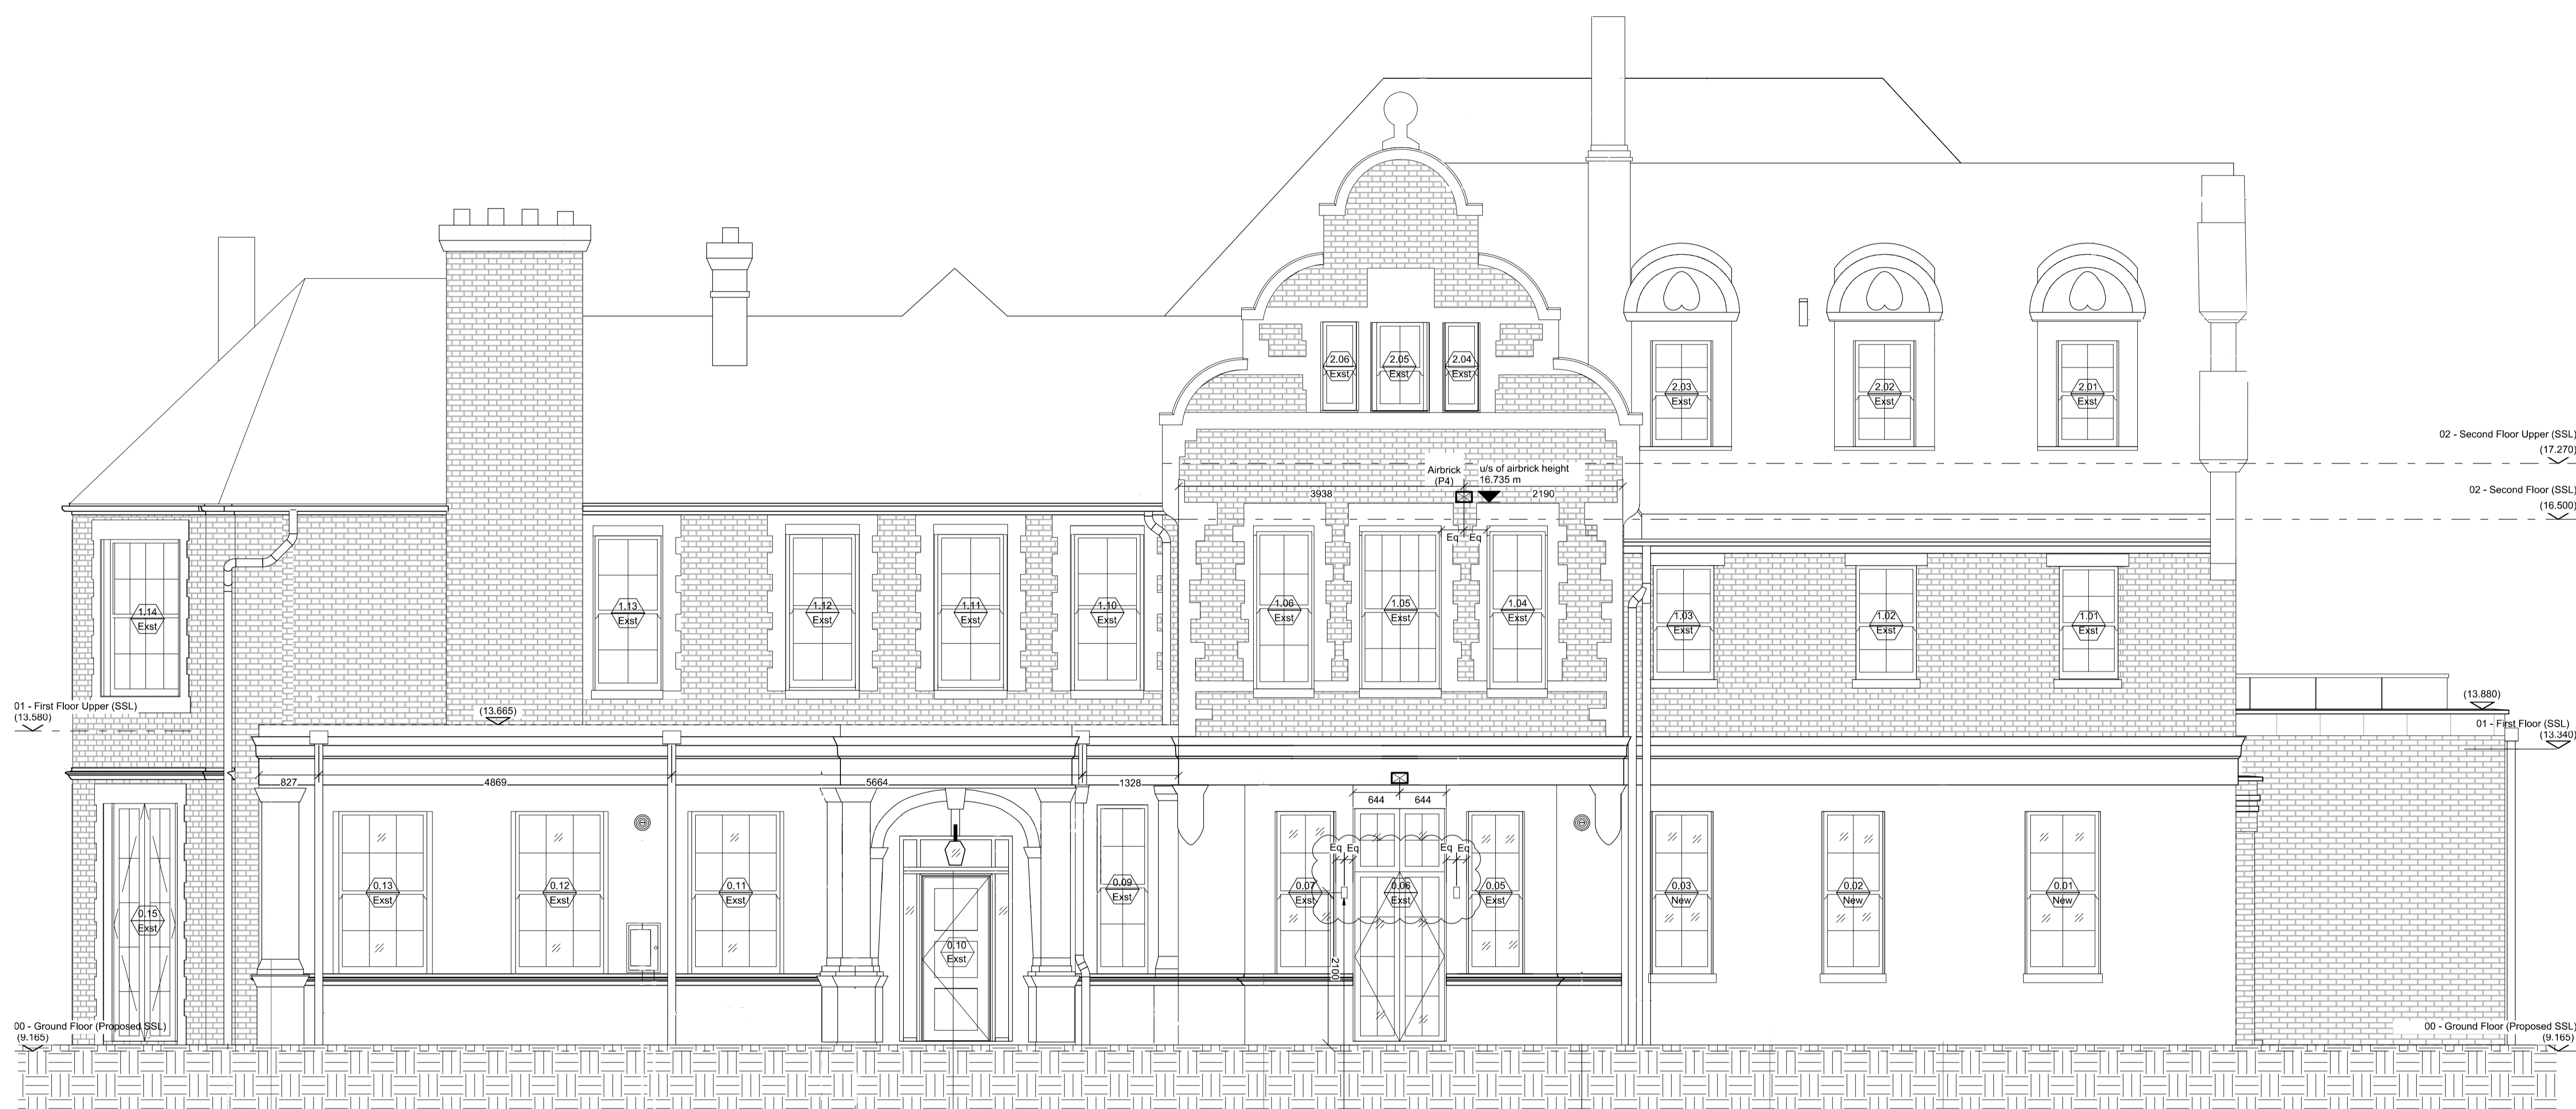 2.06
Exst
2.05
Exst
2.04
Exst
2.03
Exst
2.02
Exst
2.01
Exst
02 - Second Floor Upper (SSL)
(17.270)
Airbrick
(P4)
u/s of airbrick height
16.735 m
3938
2190
02 - Second Floor (SSL)
(16.500)
Eq
Eq
1.14
Exst
1.13
Exst
1.12
Exst
1.11
Exst
1.10
Exst
1.06
Exst
1.05
Exst
1.04
Exst
1.03
Exst
1.02
Exst
1.01
Exst
01 - First Floor Upper (SSL)
(13.580)
(13.665)
(13.880)
01 - First Floor (SSL)
(13.340)
827
4869
5664
1328
644
644
Eq
Eq
Eq
Eq
0.15
Exst
0.13
Exst
0.12
Exst
0.11
Exst
0.10
Exst
0.09
Exst
0.07
Exst
0.06
Exst
0.05
Exst
0.03
New
0.02
New
0.01
New
2100
00 - Ground Floor (Proposed SSL)
(9.165)
00 - Ground Floor (Proposed SSL)
(9.165)